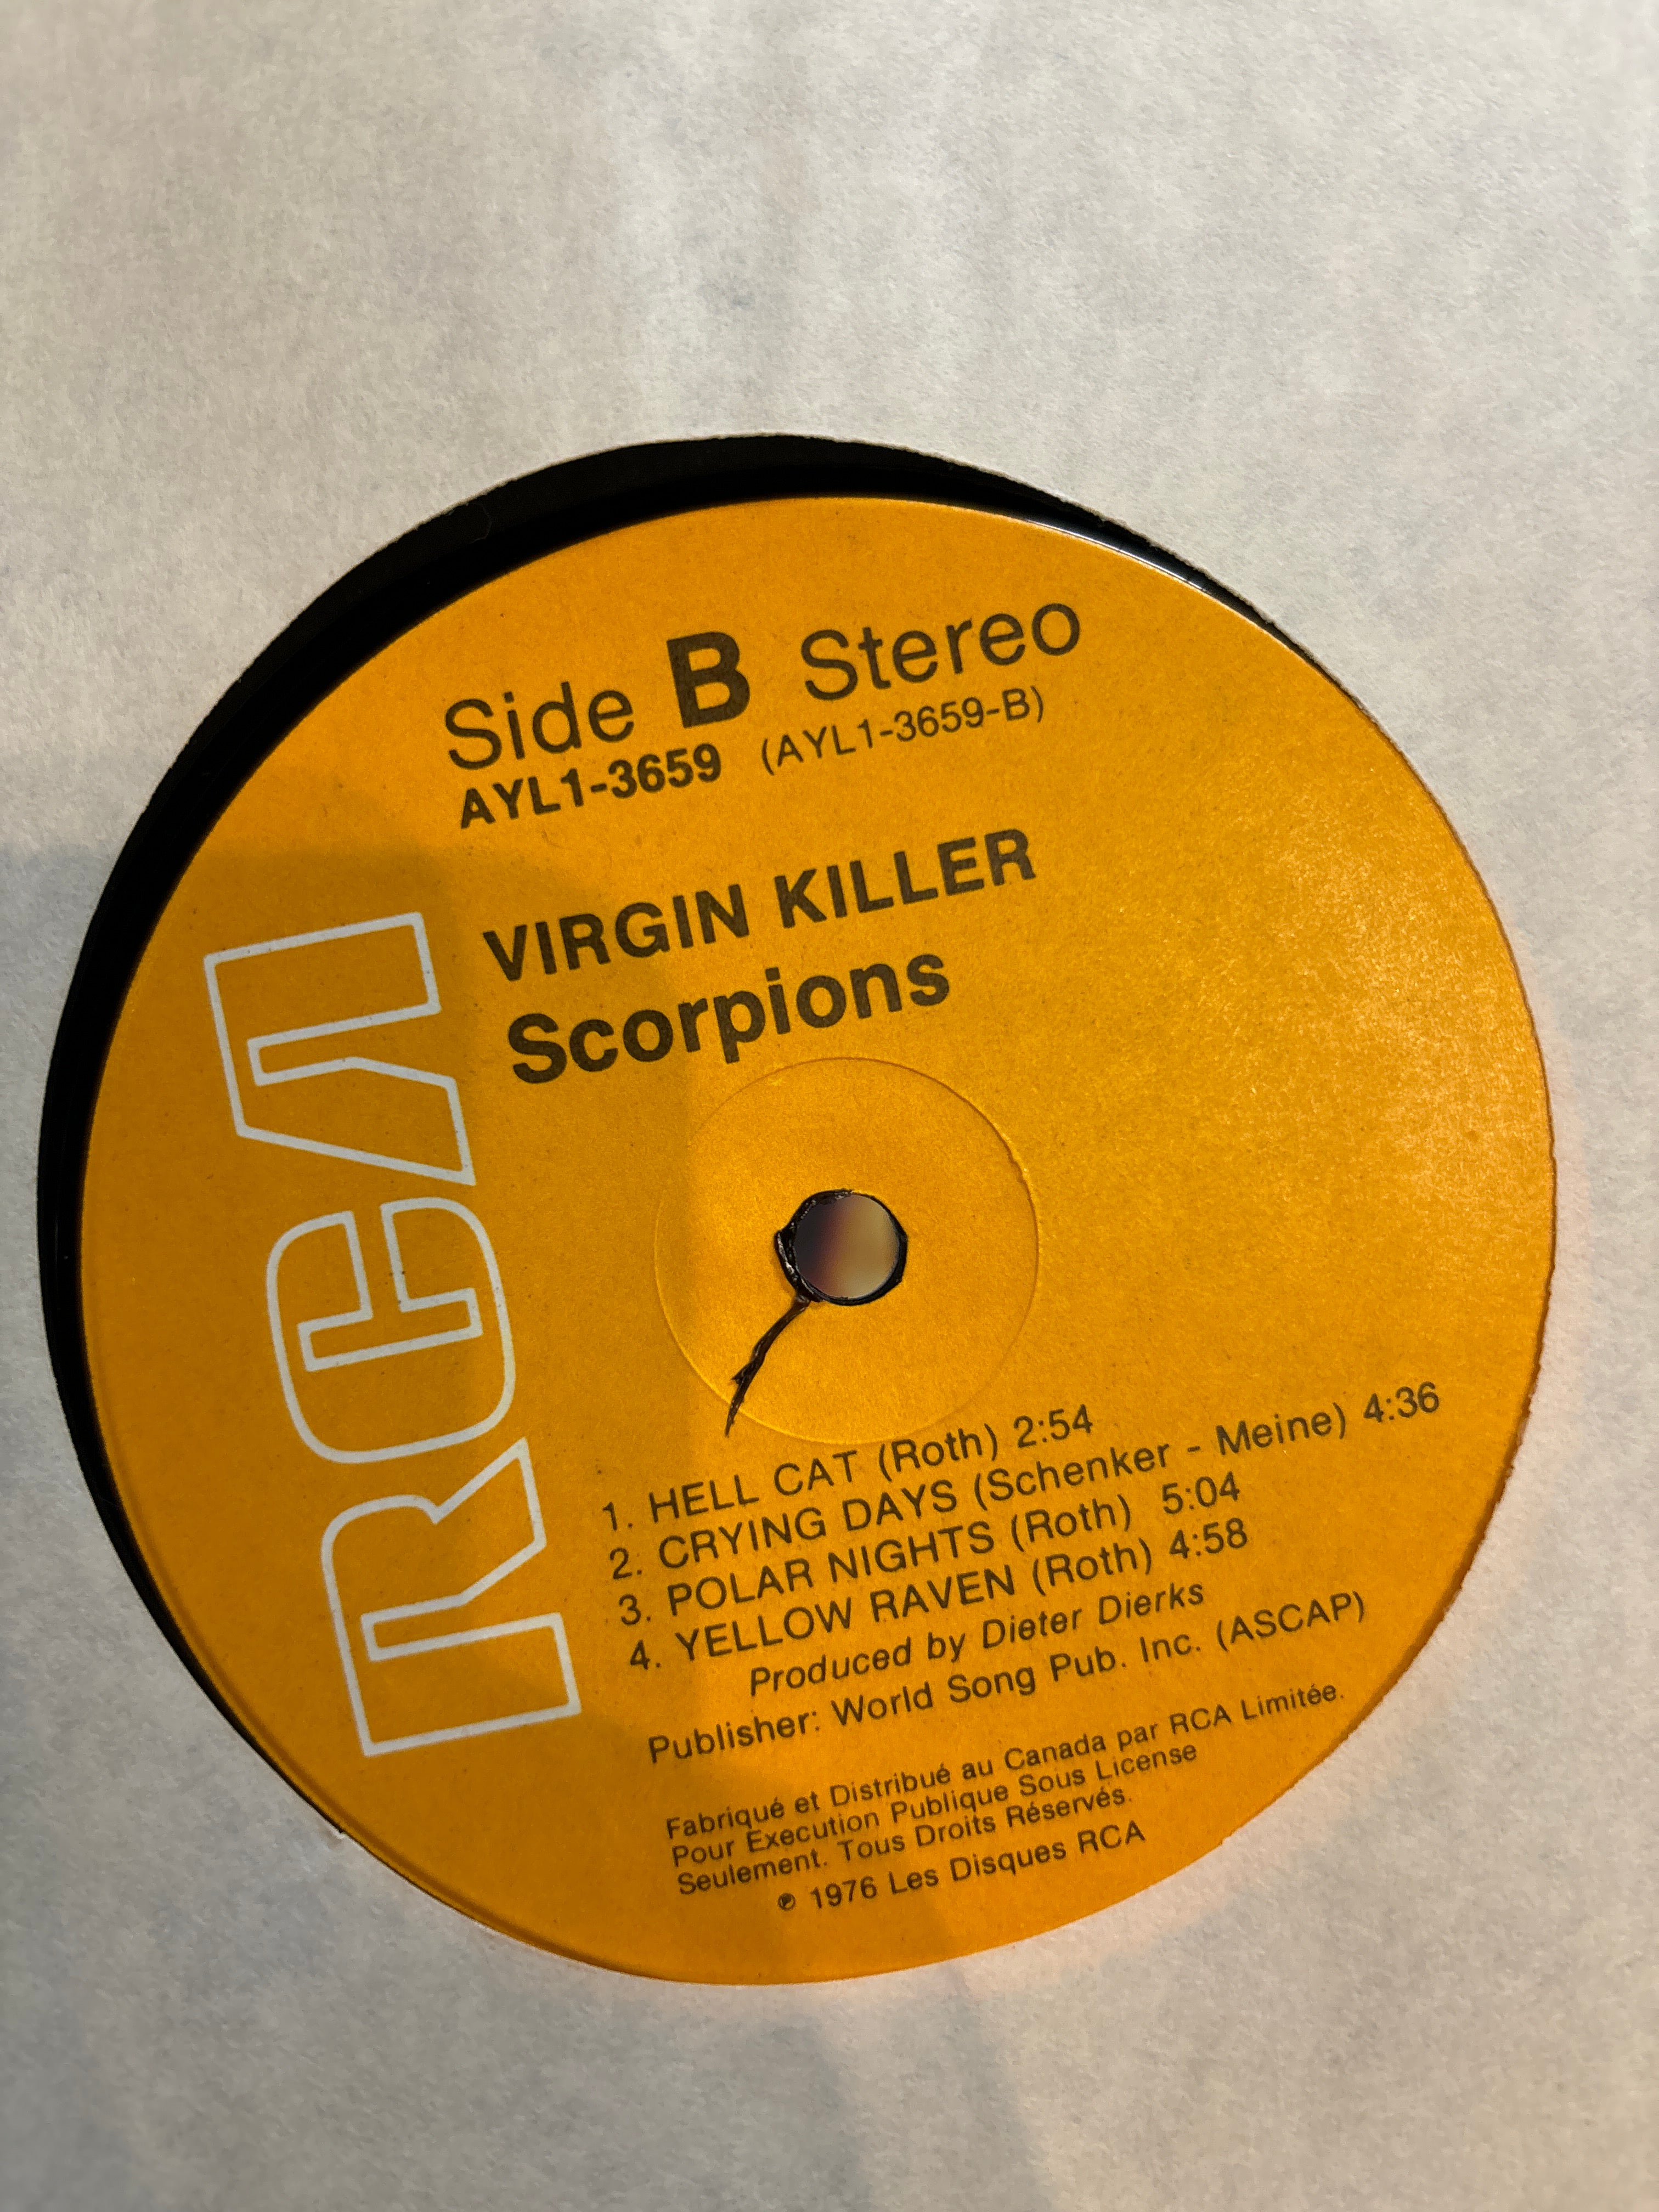 Side B Stereo
AYL1-3659 (AYL1-3659-B)
VIRGIN KILLER
Scorpions
RCA
1. HELL CAT (Roth) 2:54
2. CRYING DAYS (Schenker - Meine) 4:36
3. POLAR NIGHTS (Roth) 5:04
4. YELLOW RAVEN (Roth) 4:58
Produced by Dieter Dierks
Publisher: World Song Pub. Inc. (ASCAP)
Fabriqué et Distribué au Canada par RCA Limitée.
Pour Execution Publique Sous License
Seulement. Tous Droits Réservés.
℗ 1976 Les Disques RCA